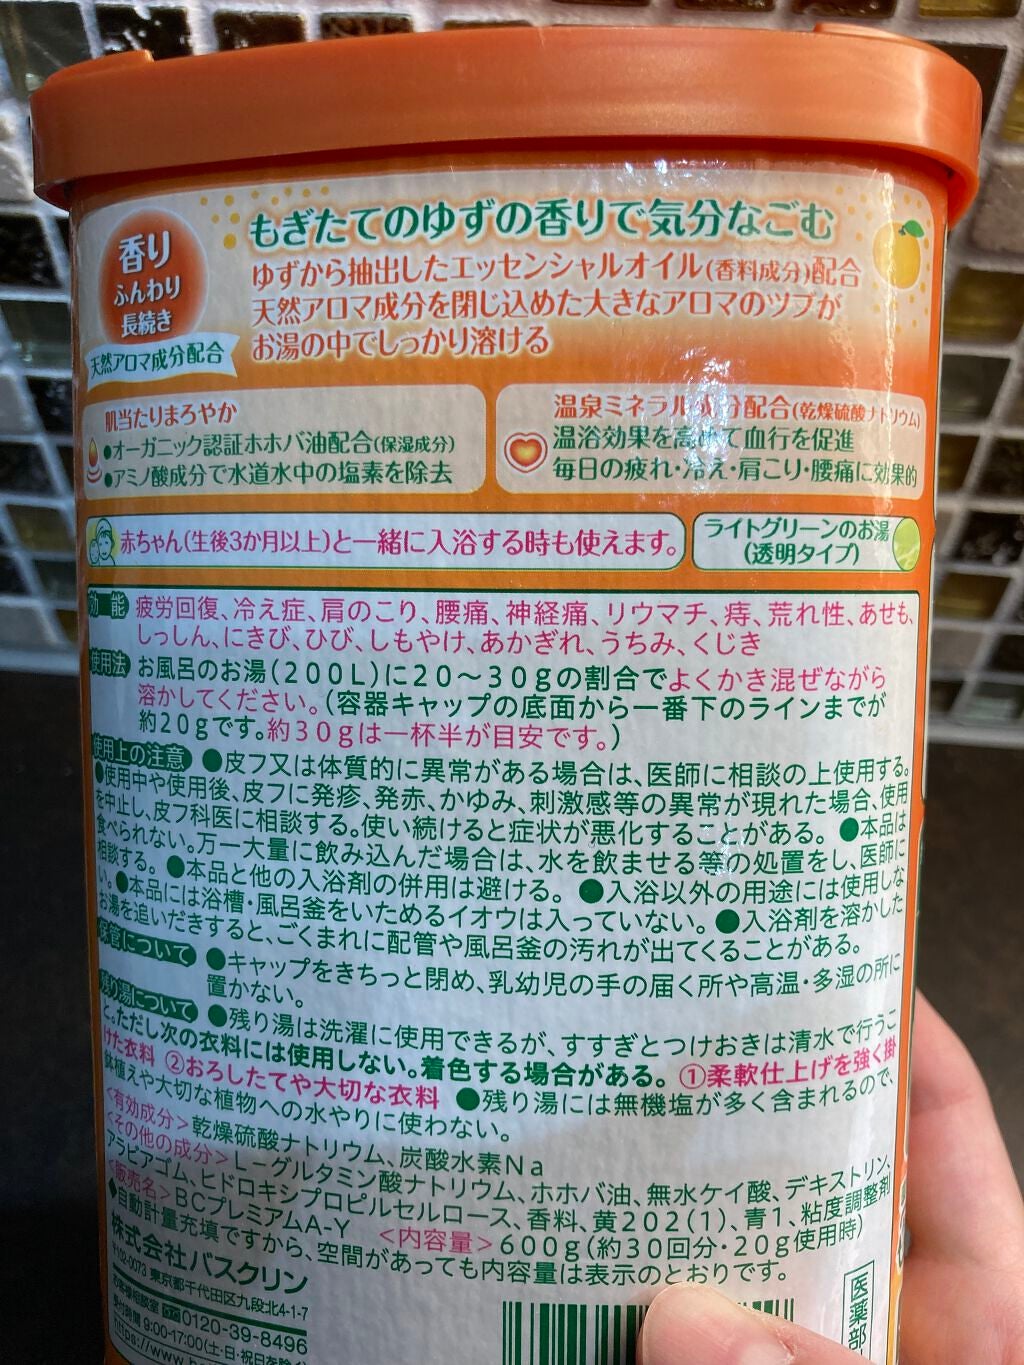 香り
ふんわり
長続き
天然アロマ成分配合
もぎたてのゆずの香りで気分なごむ
ゆずから抽出したエッセンシャルオイル(香料成分)配合
天然アロマ成分を閉じ込めた大きなアロマのツブが
お湯の中でしっかり溶ける
肌当たりまろやか
●オーガニック認証ホホバ油配合(保湿成分)
●アミノ酸成分で水道水中の塩素を除去
温泉ミネラル成分配合(乾燥硫酸ナトリウム)
温浴効果を高めて血行を促進
毎日の疲れ・冷え・肩こり・腰痛に効果的
赤ちゃん(生後3か月以上)と一緒に入浴する時も使えます。
ライトグリーンのお湯
(透明タイプ)
効能 疲労回復、冷え症、肩のこり、腰痛、神経痛、リウマチ、痔、荒れ性、あせも、
しっしん、にきび、ひび、しもやけ、あかぎれ、うちみ、くじき
使用法 お風呂のお湯(200L)に20〜30gの割合でよくかき混ぜながら
溶かしてください。(容器キャップの底面から一番下のラインまでが
約20gです。約30gは一杯半が目安です。)
使用上の注意 ●皮フ又は体質的に異常がある場合は、医師に相談の上使用する。
●使用中や使用後、皮フに発疹、発赤、かゆみ、刺激感等の異常が現れた場合、使用
を中止し、皮フ科医に相談する。使い続けると症状が悪化することがある。 ●本品は
食べられない。万一大量に飲み込んだ場合は、水を飲ませる等の処置をし、医師に
相談する。 ●本品と他の入浴剤の併用は避ける。 ●入浴以外の用途には使用しな
い。●本品には浴槽・風呂釜をいためるイオウは入っていない。●入浴剤を溶かした
お湯を追いだきすると、ごくまれに配管や風呂釜の汚れが出てくることがある。
保管について ●キャップをきちっと閉め、乳幼児の手の届く所や高温・多湿の所に
置かない。
残り湯について ●残り湯は洗濯に使用できるが、すすぎとつけおきは清水で行うこ
と。ただし次の衣料には使用しない。着色する場合がある。 ①柔軟仕上げを強く掛
けた衣料 ②おろしたてや大切な衣料 ●残り湯には無機塩が多く含まれるので、
鉢植えや大切な植物への水やりに使わない。
<有効成分>乾燥硫酸ナトリウム、炭酸水素Na
<その他の成分>L-グルタミン酸ナトリウム、ホホバ油、無水ケイ酸、デキストリン、
アラビアゴム、ヒドロキシプロピルセルロース、香料、黄202(1)、青1、粘度調整剤
<販売名>BCプレミアムA-Y <内容量>600g(約30回分・20g使用時)
◆自動計量充填ですから、空間があっても内容量は表示のとおりです。
株式会社バスクリン
〒102-0073 東京都千代田区九段北4-1-7
お客様相談室 0120-39-8496
受付時間 9:00-17:00(土・日・祝日を除く)
https://www.
医薬部